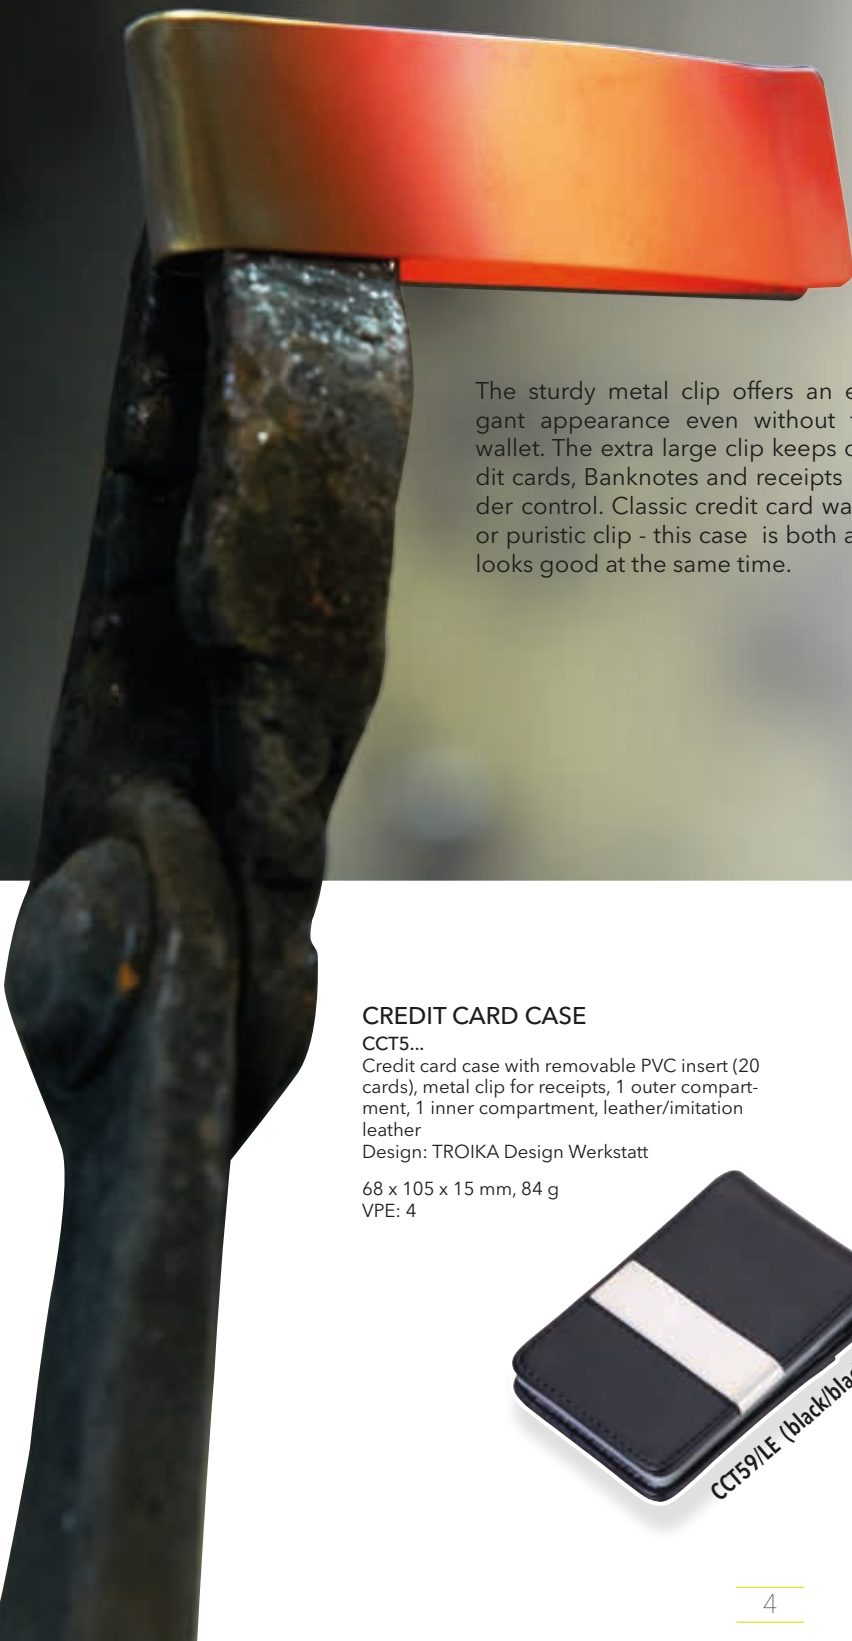 The sturdy metal clip offers an
gant appearance even without
wallet. The extra large clip keeps
dit cards, Banknotes and receipts
der control. Classic credit card
or puristic clip - this case is both
looks good at the same time.
CREDIT CARD CASE
CCT5...
Credit card case with removable PVC insert (20
cards), metal clip for receipts, 1 outer compart-
ment, 1 inner compartment, leather/imitation
leather
Design: TROIKA Design Werkstatt
68 x 105 x 15 mm, 84 g
VPE: 4
CCT59/LE (black/
4